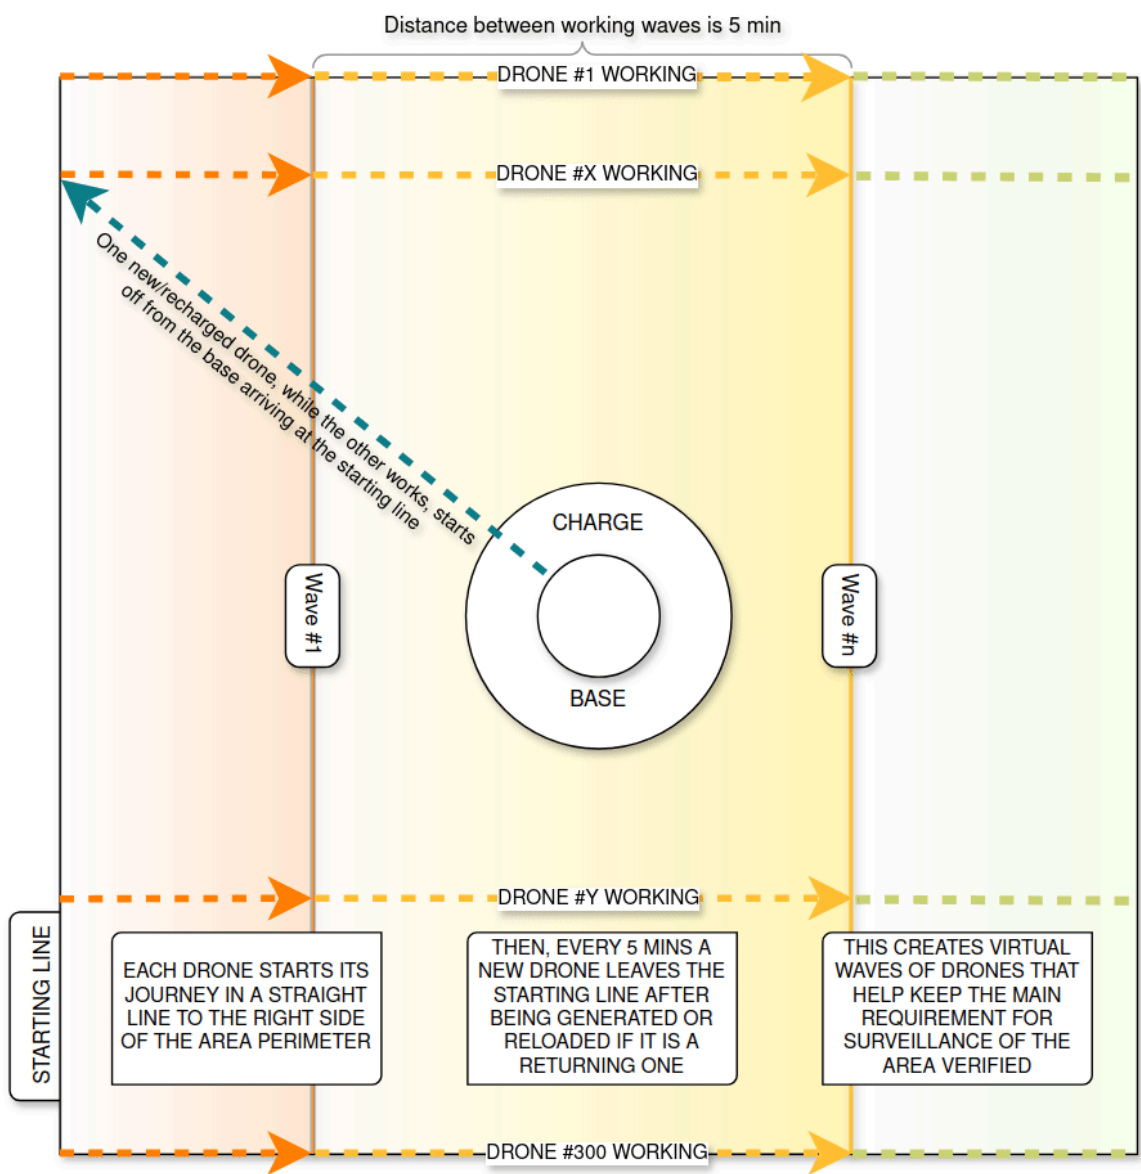 Distance between working waves is 5 min
DRONE #1 WORKING
DRONE #X WORKING
One new/recharged drone, while the other works, starts
off from the base arriving at the starting line
CHARGE
BASE
Wave #1
Wave #n
DRONE #Y WORKING
STARTING LINE
EACH DRONE STARTS ITS
JOURNEY IN A STRAIGHT
LINE TO THE RIGHT SIDE
OF THE AREA PERIMETER
THEN, EVERY 5 MINS A
NEW DRONE LEAVES THE
STARTING LINE AFTER
BEING GENERATED OR
RELOADED IF IT IS A
RETURNING ONE
THIS CREATES VIRTUAL
WAVES OF DRONES THAT
HELP KEEP THE MAIN
REQUIREMENT FOR
SURVEILLANCE OF THE
AREA VERIFIED
DRONE #300 WORKING